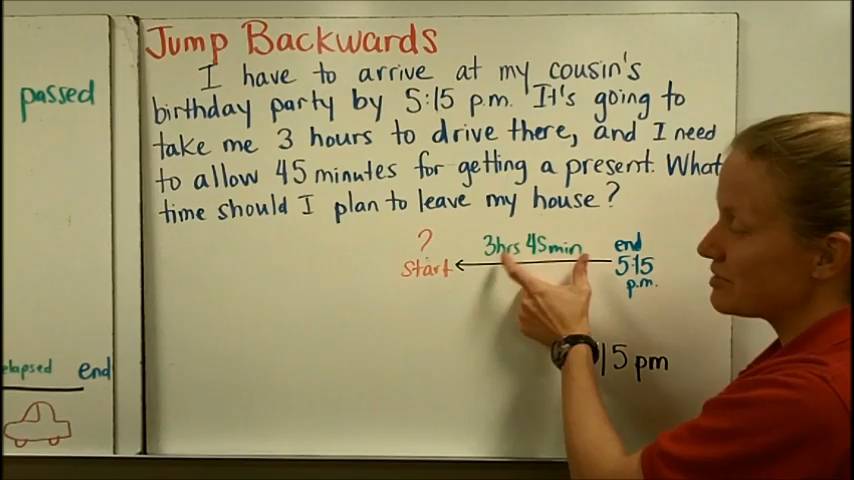 Jump Backwards
I have to arrive at my cousin's
birthday party by 5:15 p.m. It's going to
take me 3 hours to drive there, and I need
to allow 45 minutes for getting a present. What
time should I plan to leave my house?
passed
? 3hrs 45min end
start 5:15
p.m.
15 pm
elapsed end